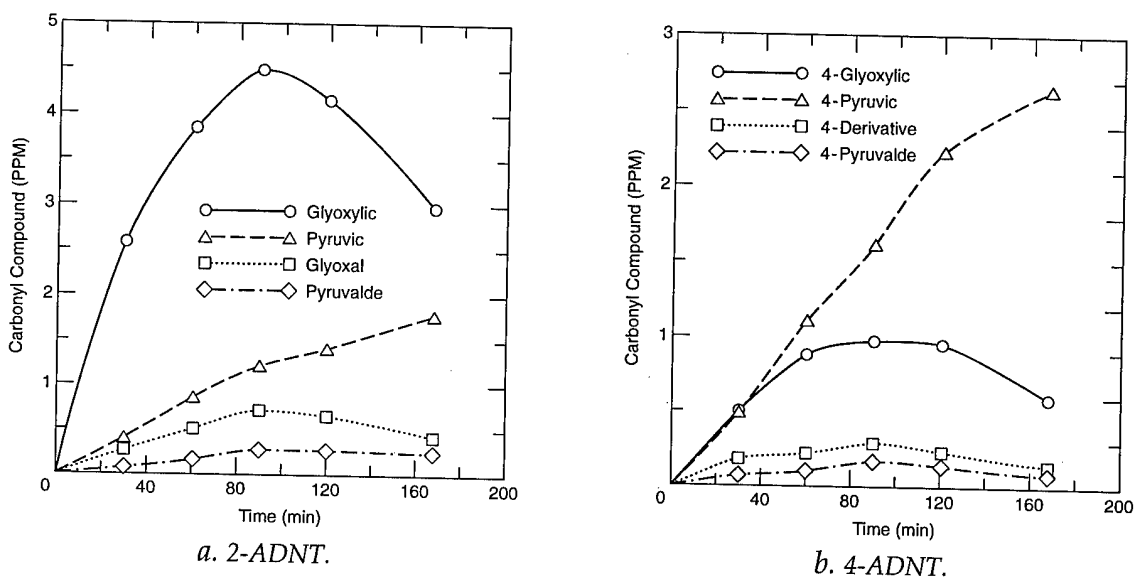 5
4
3
2
1
0
40
80
120
160
200
Carbonyl Compound (PPM)
Time (min)
Glyoxylic
Pyruvic
Glyoxal
Pyruvalde
a. 2-ADNT.
3
2
1
0
40
80
120
160
200
Carbonyl Compound (PPM)
Time (min)
4-Glyoxylic
4-Pyruvic
4-Derivative
4-Pyruvalde
b. 4-ADNT.